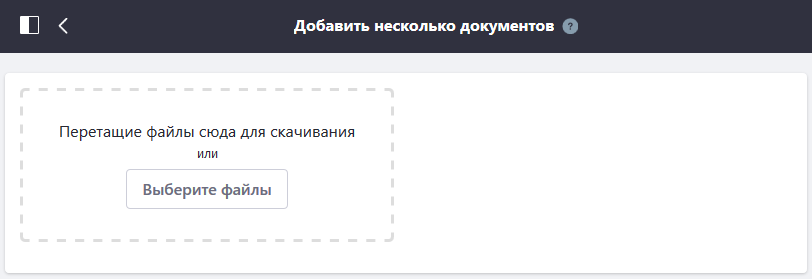 Добавить несколько документов ?
Перетащие файлы сюда для скачивания
или
Выберите файлы